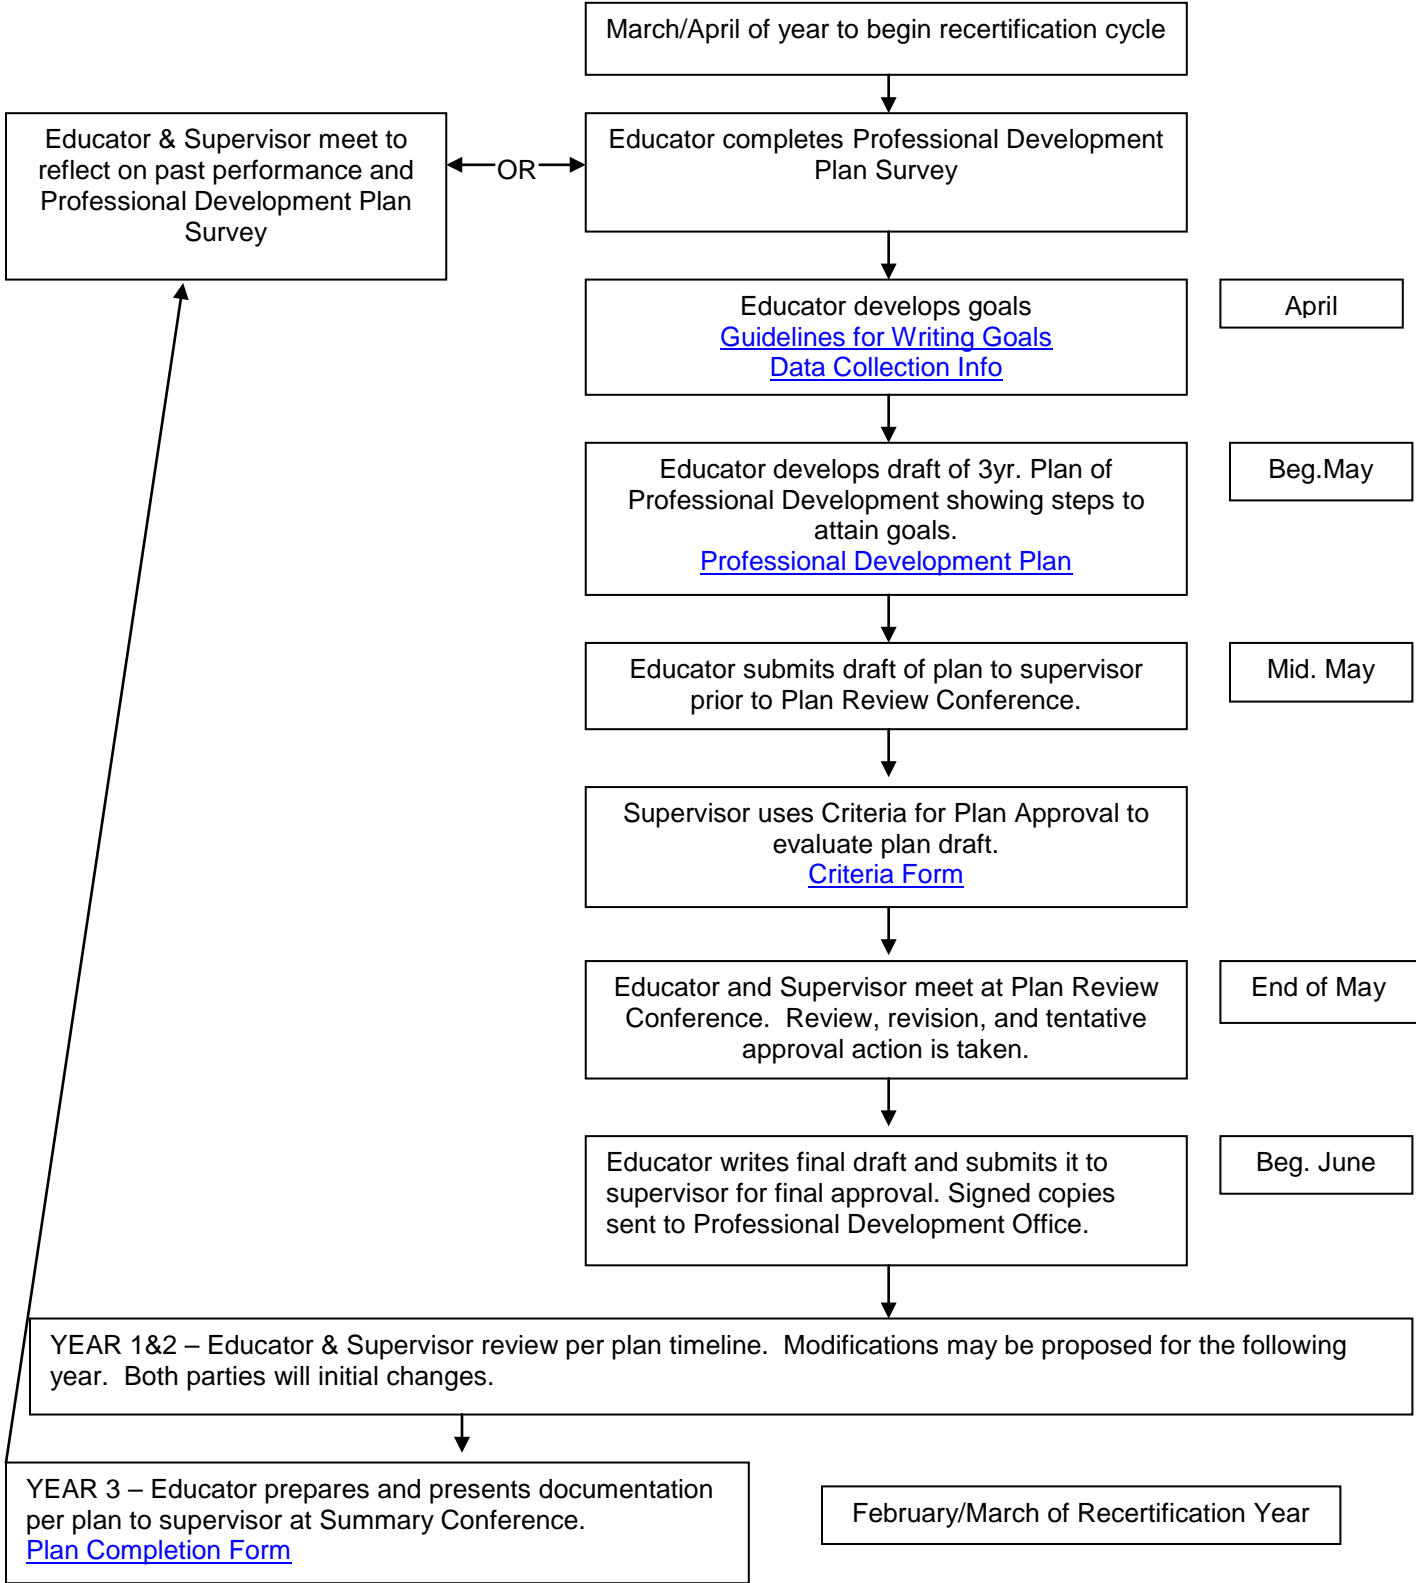 March/April of year to begin recertification cycle
Educator & Supervisor meet to
reflect on past performance and
Professional Development Plan
Survey
OR
Educator completes Professional Development
Plan Survey
Educator develops goals
Guidelines for Writing Goals
Data Collection Info
April
Educator develops draft of 3yr. Plan of
Professional Development showing steps to
attain goals.
Professional Development Plan
Beg.May
Educator submits draft of plan to supervisor
prior to Plan Review Conference.
Mid. May
Supervisor uses Criteria for Plan Approval to
evaluate plan draft.
Criteria Form
Educator and Supervisor meet at Plan Review
Conference.  Review, revision, and tentative
approval action is taken.
End of May
Educator writes final draft and submits it to
supervisor for final approval. Signed copies
sent to Professional Development Office.
Beg. June
YEAR 1&2 – Educator & Supervisor review per plan timeline.  Modifications may be proposed for the following
year.  Both parties will initial changes.
YEAR 3 – Educator prepares and presents documentation
per plan to supervisor at Summary Conference.
Plan Completion Form
February/March of Recertification Year